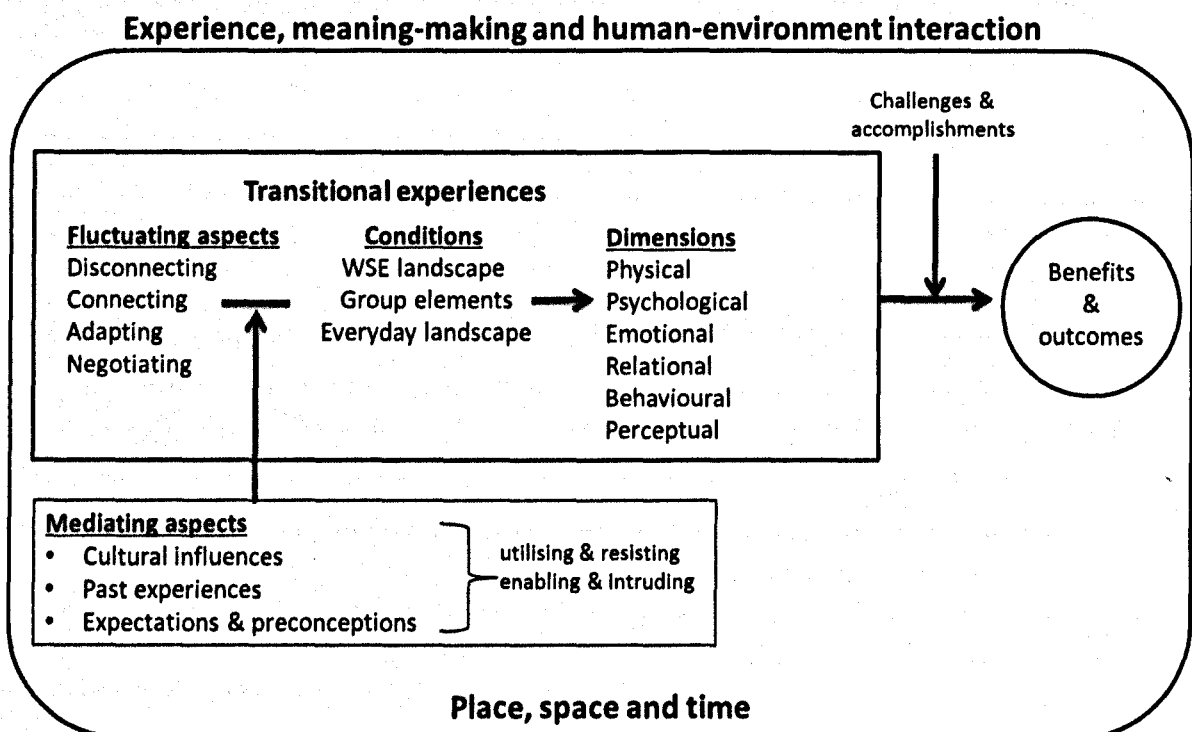 Experience, meaning-making and human-environment interaction
Challenges &
accomplishments
Transitional experiences
Fluctuating aspects
Disconnecting
Connecting
Adapting
Negotiating
Conditions
WSE landscape
Group elements
Everyday landscape
Dimensions
Physical
Psychological
Emotional
Relational
Behavioural
Perceptual
Benefits
&
outcomes
Mediating aspects
• Cultural influences
• Past experiences
• Expectations & preconceptions
utilising & resisting
enabling & intruding
Place, space and time